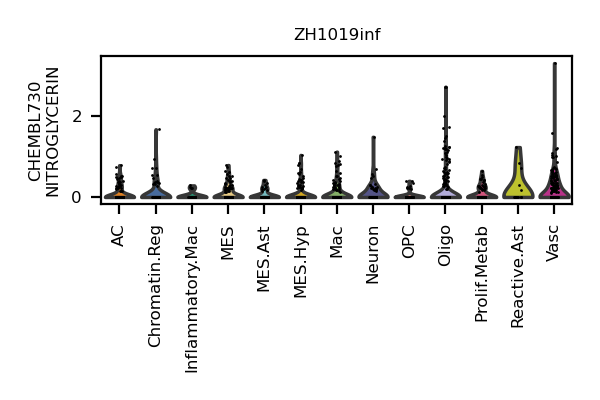 ZH1019inf
CHEMBL730
NITROGLYCERIN
2
0
AC
Chromatin.Reg
Inflammatory.Mac
MES
MES.Ast
MES.Hyp
Mac
Neuron
OPC
Oligo
Prolif.Metab
Reactive.Ast
Vasc